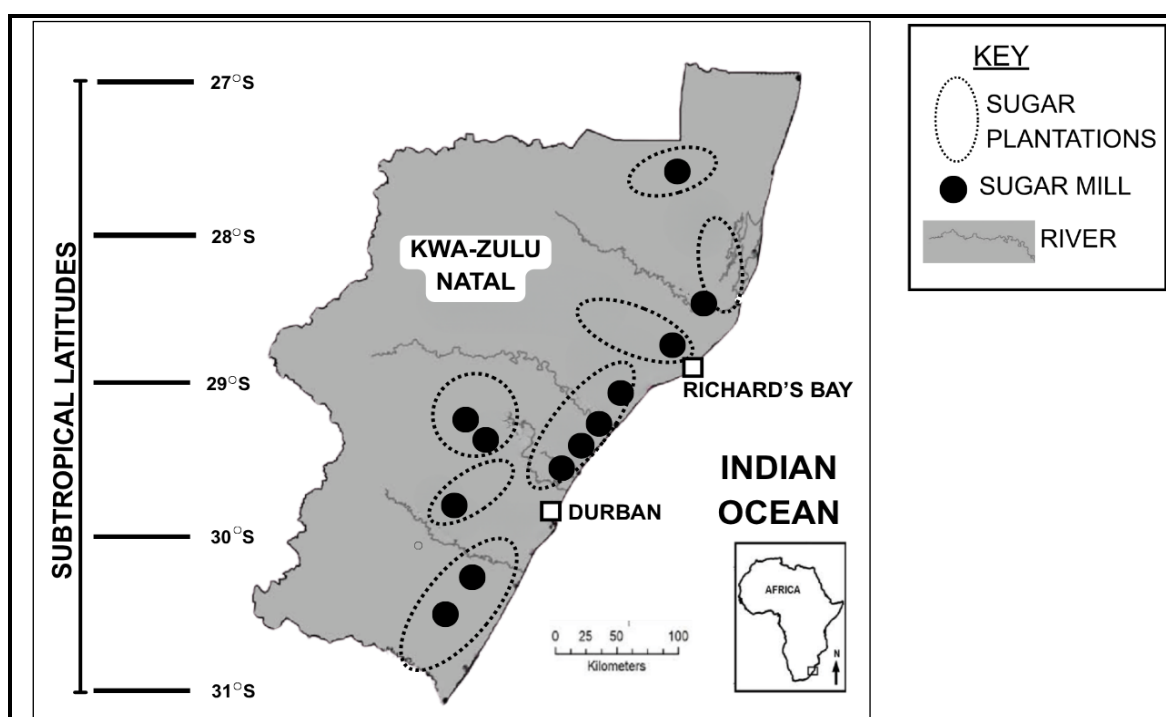 27°S
28°S
29°S
30°S
31°S
SUBTROPICAL LATITUDES
KWA-ZULU
NATAL
RICHARD'S BAY
DURBAN
INDIAN
OCEAN
0 25 50 100
Kilometers
AFRICA
N
KEY
SUGAR
PLANTATIONS
SUGAR MILL
RIVER